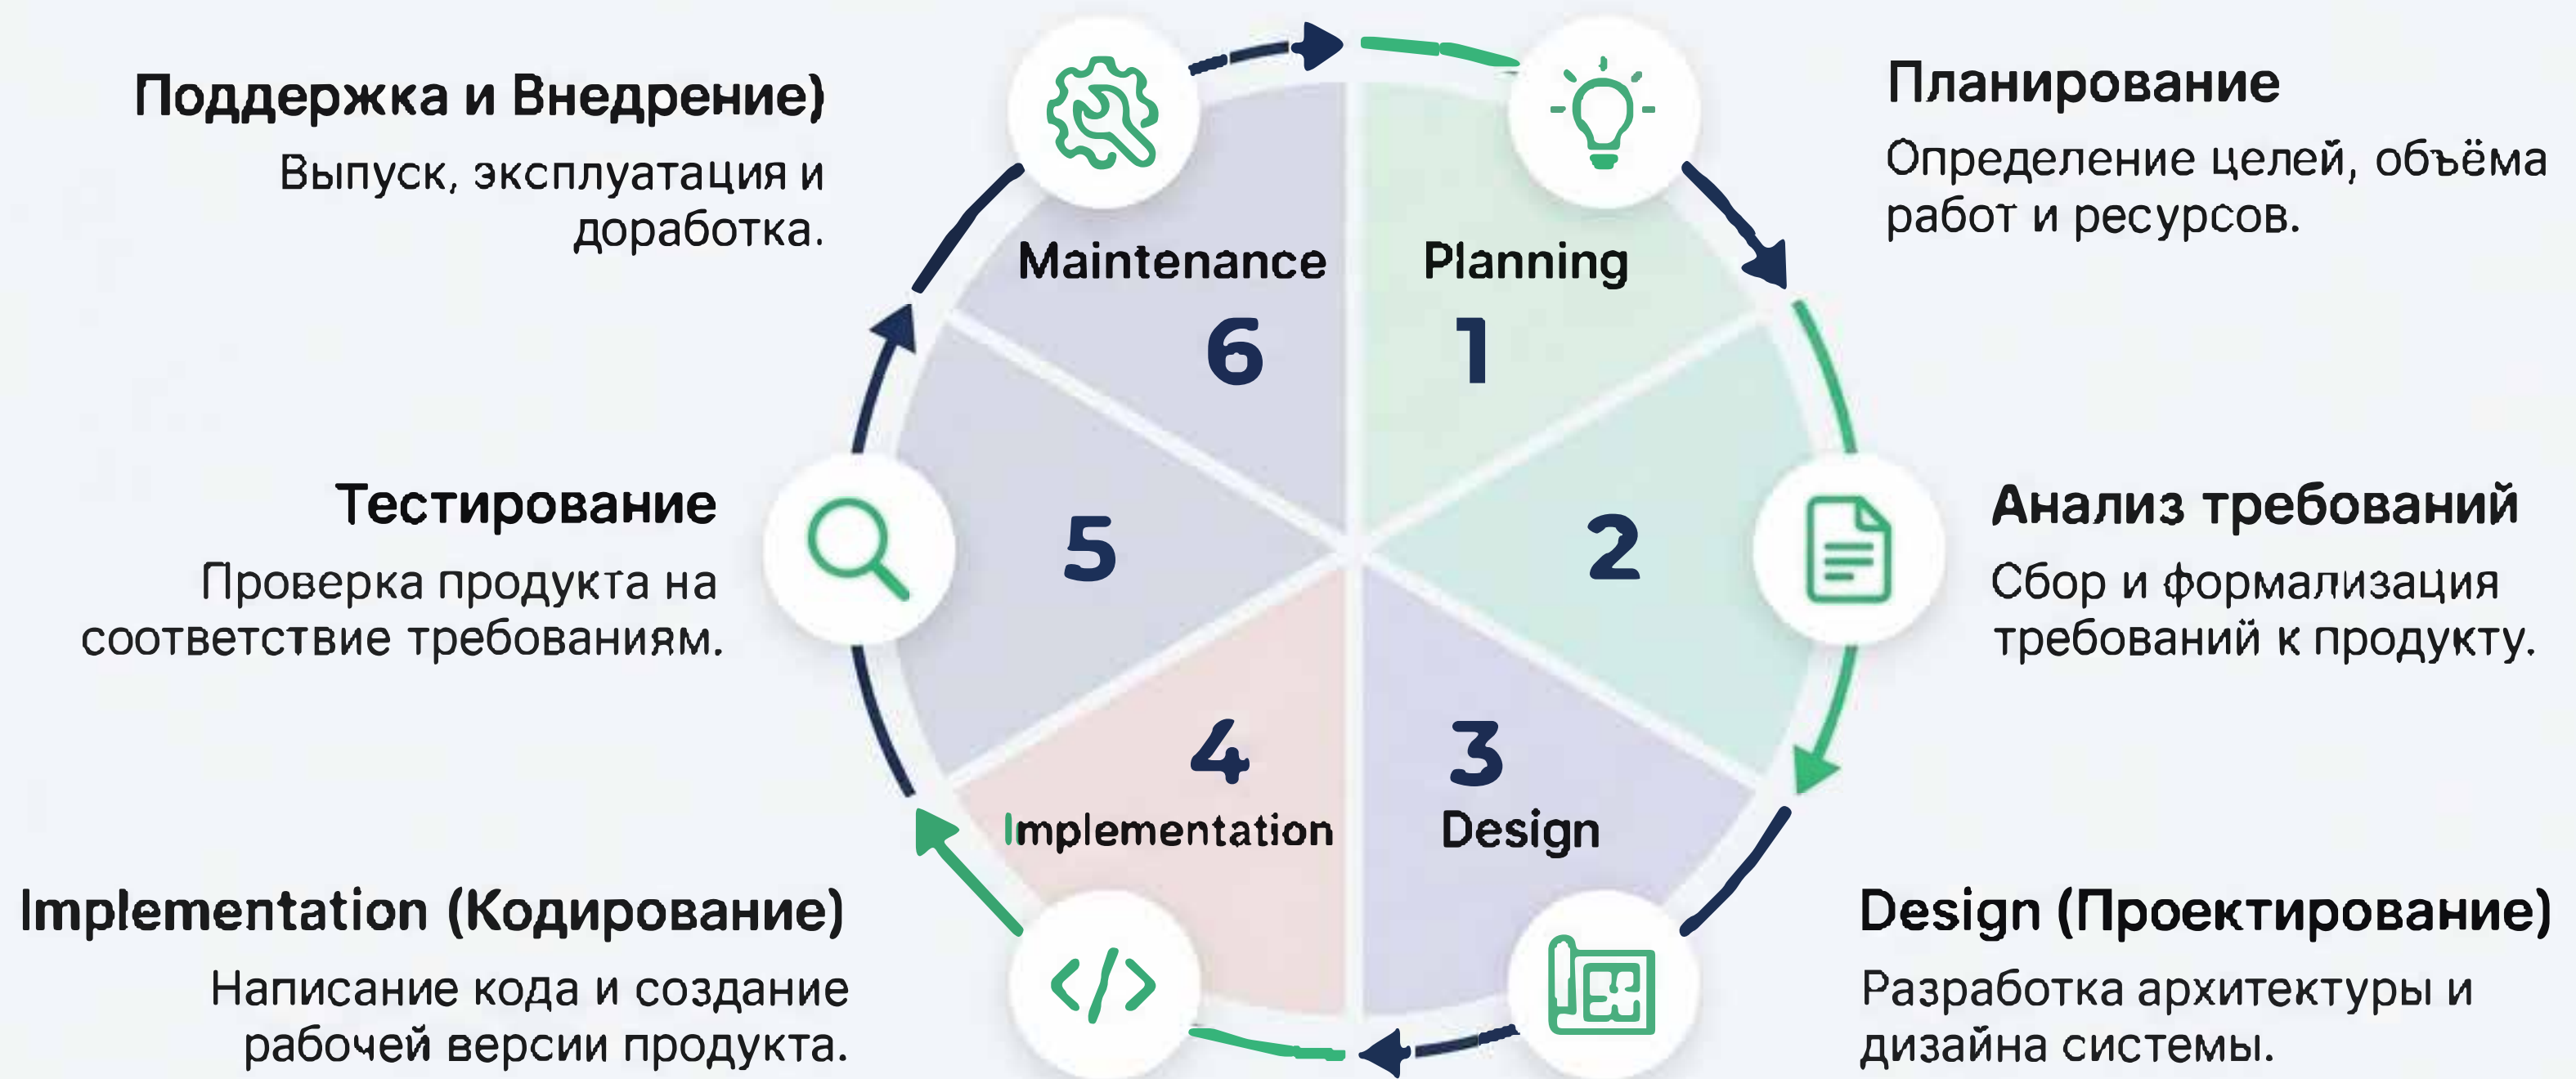 Поддержка и Внедрение)
Выпуск, эксплуатация и
доработка.
Планирование
Определение целей, объёма
работ и ресурсов.
Maintenance
6
Planning
1
Тестирование
Проверка продукта на
соответствие требованиям.
5
2
Анализ требований
Сбор и формализация
требований к продукту.
4
Implementation
3
Design
Implementation (Кодирование)
Написание кода и создание
рабочей версии продукта.
</>
Design (Проектирование)
Разработка архитектуры и
дизайна системы.